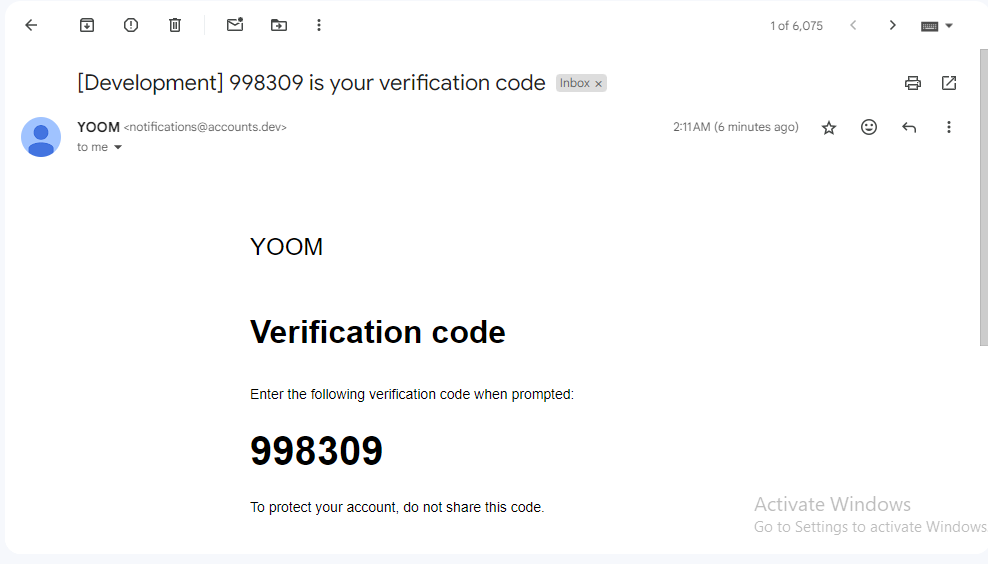 1 of 6,075
[Development] 998309 is your verification code Inbox ×
YOOM <notifications@accounts.dev> 2:11 AM (6 minutes ago)
to me
YOOM
Verification code
Enter the following verification code when prompted:
998309
To protect your account, do not share this code.
Activate Windows
Go to Settings to activate Windows